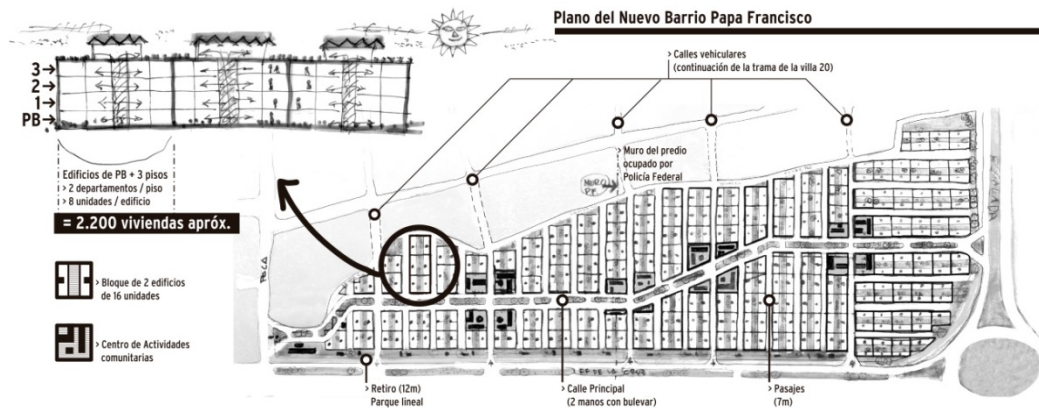 Plano del Nuevo Barrio Papa Francisco
> Calles vehiculares
(continuación de la trama de la villa 20)
3→
2→
1→
PB→
> Muro del predio
ocupado por
Policía Federal
MURO
P.F.
Edificios de PB + 3 pisos
> 2 departamentos / piso
> 8 unidades / edificio
= 2.200 viviendas apróx.
> Bloque de 2 edificios
de 16 unidades
> Centro de Actividades
comunitarias
> Retiro (12m)
Parque lineal
> Calle Principal
(2 manos con bulevar)
> Pasajes
(7m)